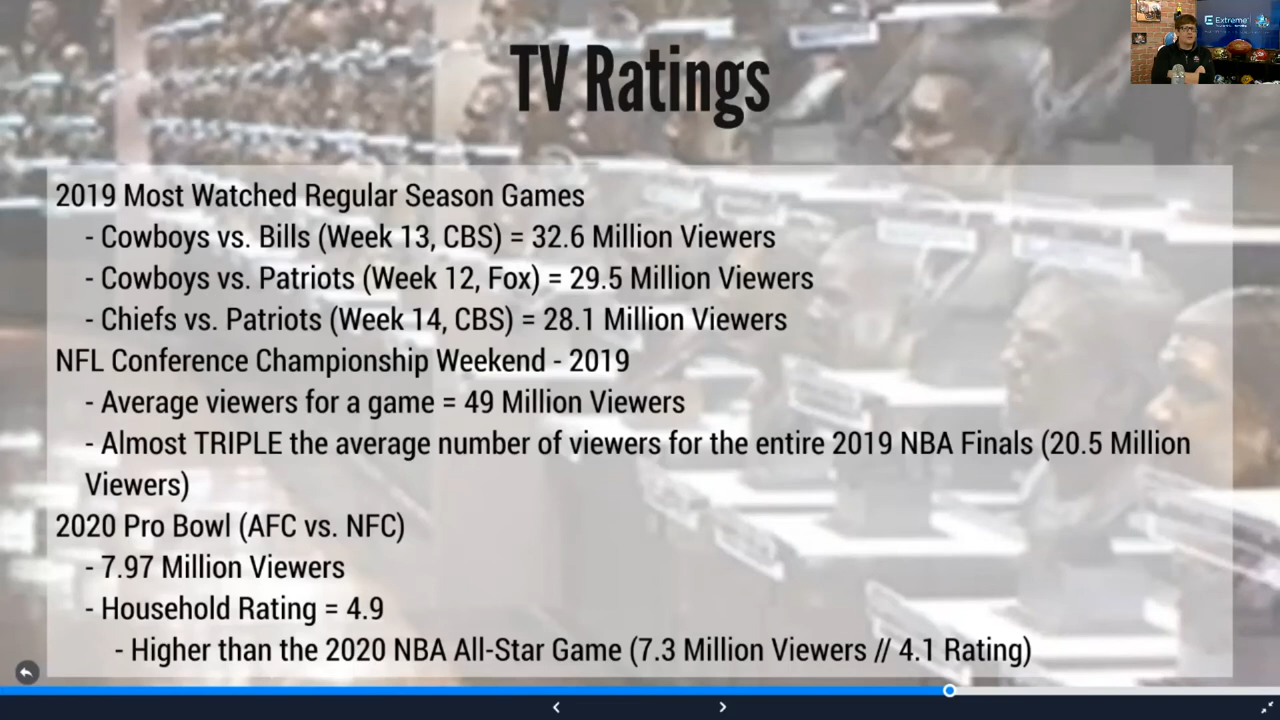 TV Ratings
Extreme
2019 Most Watched Regular Season Games
- Cowboys vs. Bills (Week 13, CBS) = 32.6 Million Viewers
- Cowboys vs. Patriots (Week 12, Fox) = 29.5 Million Viewers
- Chiefs vs. Patriots (Week 14, CBS) = 28.1 Million Viewers
NFL Conference Championship Weekend - 2019
- Average viewers for a game = 49 Million Viewers
- Almost TRIPLE the average number of viewers for the entire 2019 NBA Finals (20.5 Million
Viewers)
2020 Pro Bowl (AFC vs. NFC)
- 7.97 Million Viewers
- Household Rating = 4.9
- Higher than the 2020 NBA All-Star Game (7.3 Million Viewers // 4.1 Rating)